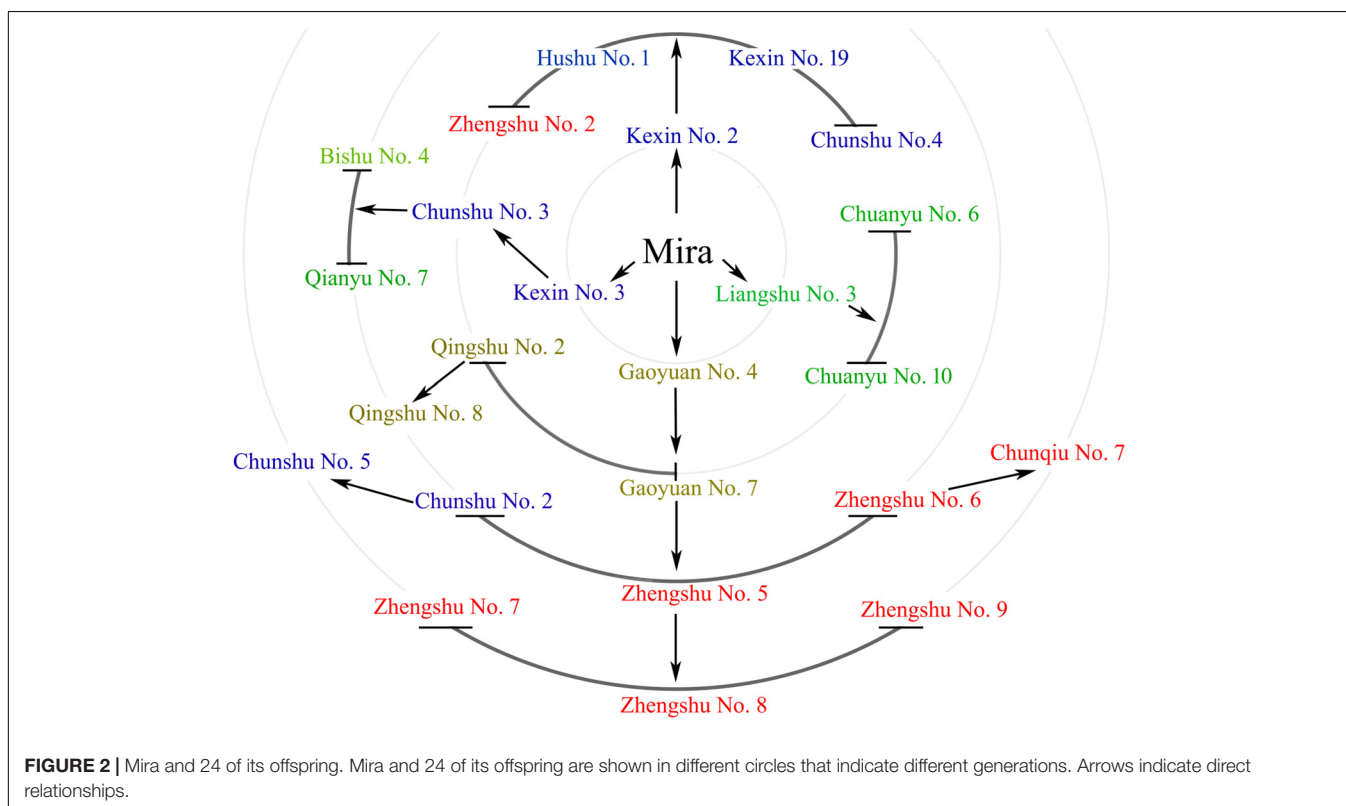 Hushu No. 1
Kexin No. 19
Zhengshu No. 2
Kexin No. 2
Chunshu No.4
Bishu No. 4
Chunshu No. 3
Chuanyu No. 6
Mira
Qianyu No. 7
Kexin No. 3
Liangshu No. 3
Qingshu No. 2
Gaoyuan No. 4
Chuanyu No. 10
Qingshu No. 8
Chunshu No. 5
Chunqiu No. 7
Chunshu No. 2
Gaoyuan No. 7
Zhengshu No. 6
Zhengshu No. 7
Zhengshu No. 5
Zhengshu No. 9
Zhengshu No. 8
FIGURE 2 | Mira and 24 of its offspring. Mira and 24 of its offspring are shown in different circles that indicate different generations. Arrows indicate direct
relationships.